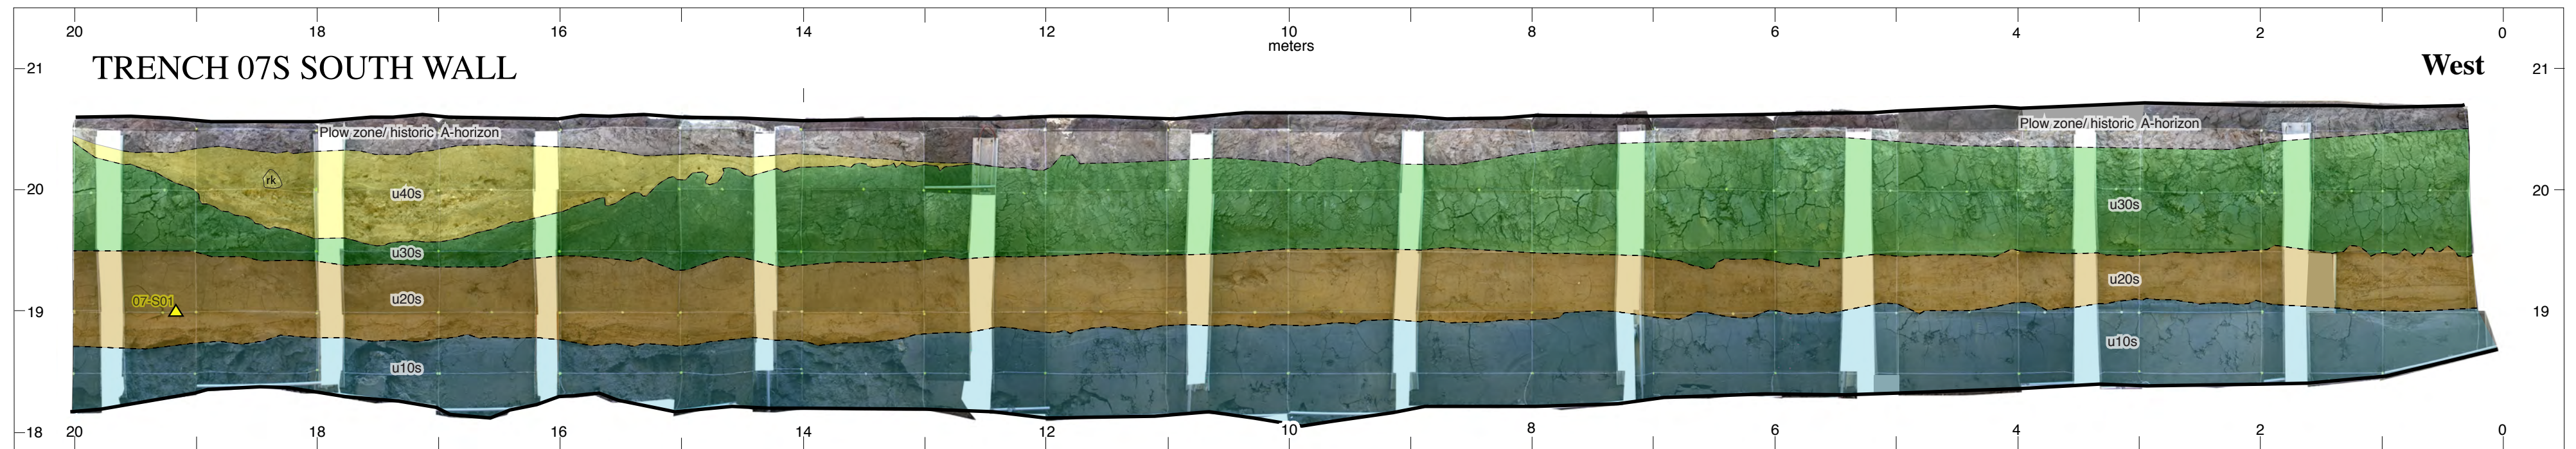 20 18 16 14 12 10 8 6 4 2 0
meters
21 TRENCH 07S SOUTH WALL West 21
Plow zone/ historic A-horizon Plow zone/ historic A-horizon
rk
20 u40s u30s 20
u30s
07-S01 u20s u20s
19 19
u10s u10s
18
20 18 16 14 12 10 8 6 4 2 0